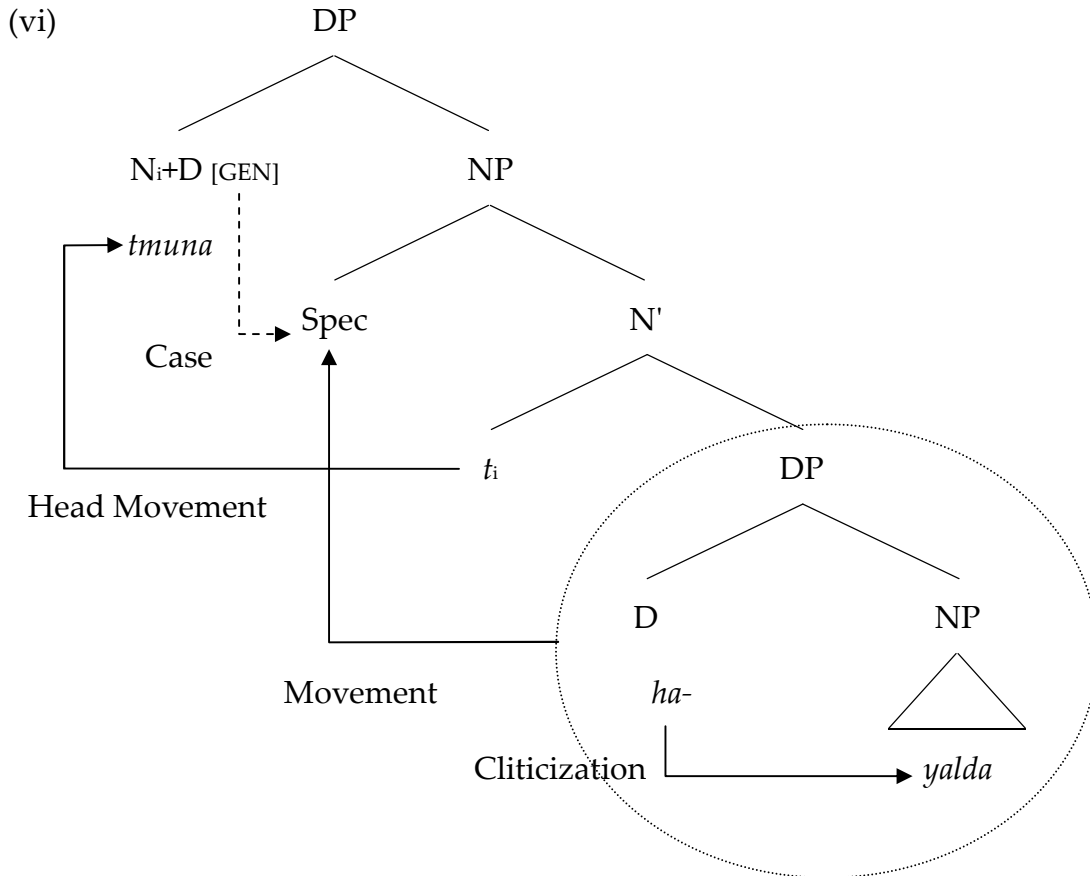 (vi)
DP
Nᵢ+D [GEN] NP
tmuna
Spec N'
Case
tᵢ DP
Head Movement
D NP
Movement ha-
Cliticization yalda